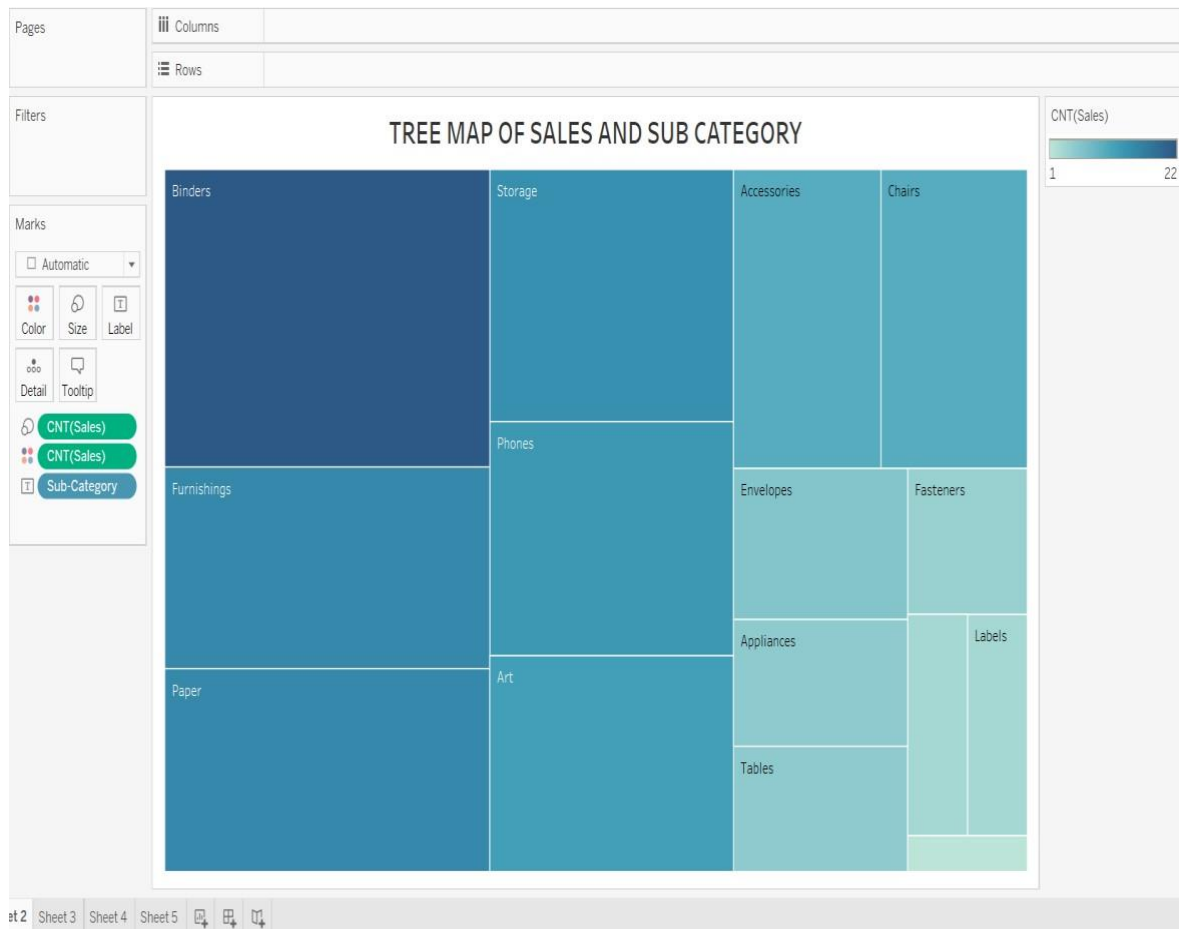 Pages
Columns
Rows
Filters
TREE MAP OF SALES AND SUB CATEGORY
CNT(Sales)
1 22
Marks
Automatic
Color Size Label
Detail Tooltip
CNT(Sales)
CNT(Sales)
Sub-Category
Binders
Storage
Accessories
Chairs
Phones
Furnishings
Envelopes
Fasteners
Appliances
Labels
Paper
Art
Tables
et 2 Sheet 3 Sheet 4 Sheet 5